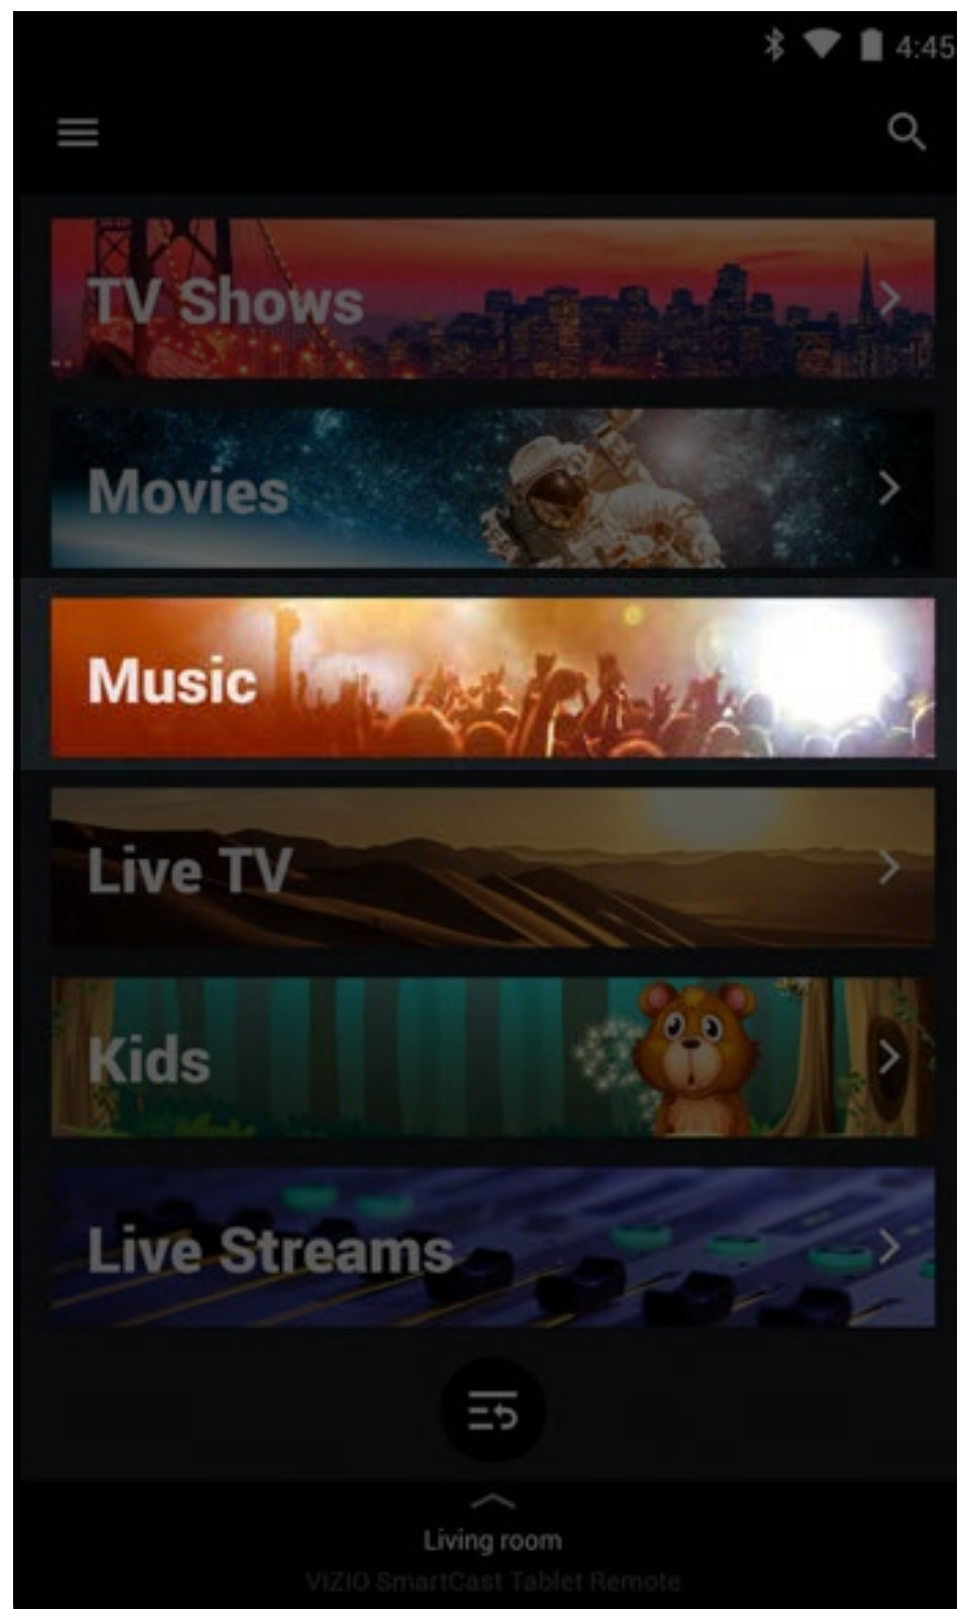 4:45
TV Shows
Movies
Music
Live TV
Kids
Live Streams
Living room
VIZIO SmartCast Tablet Remote